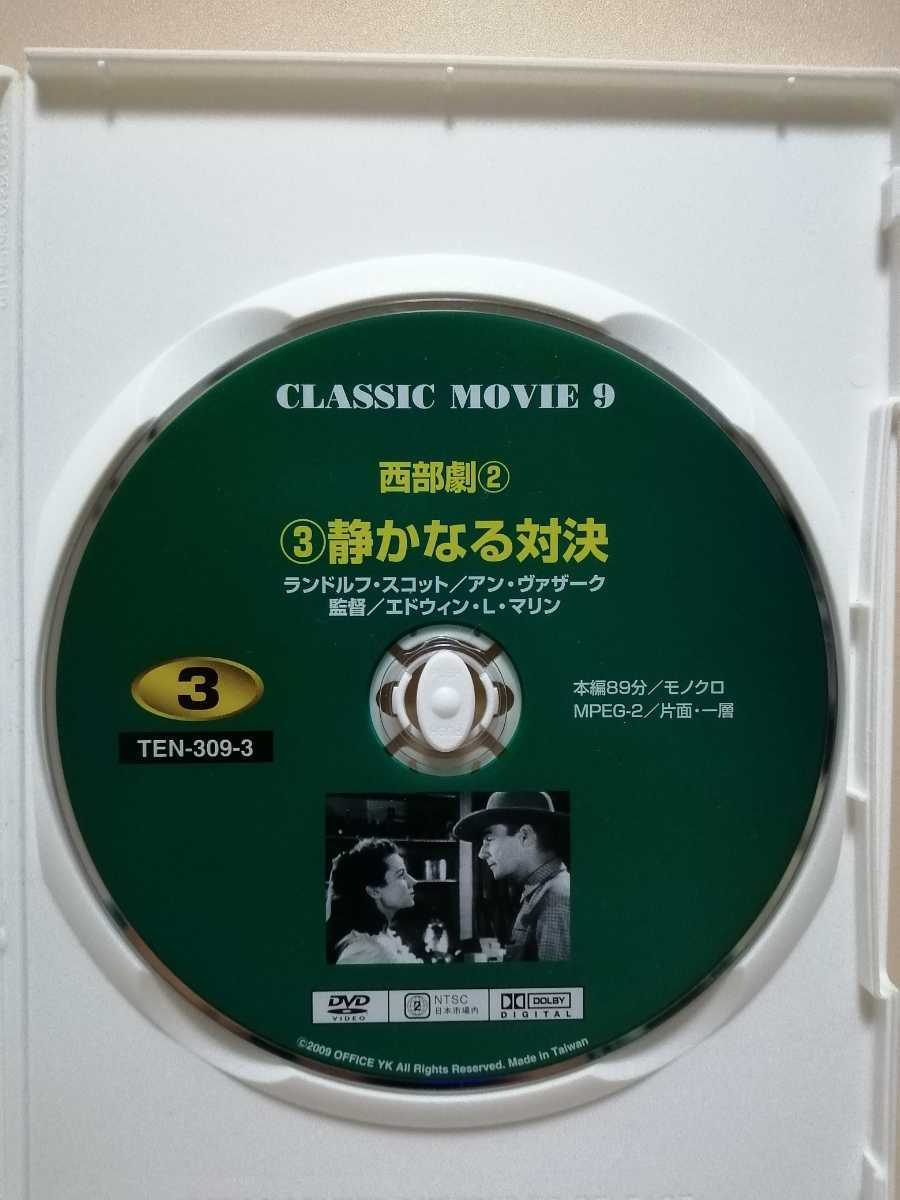 CLASSIC MOVIE 9
西部劇②
③静かなる対決
ランドルフ・スコット／アン・ヴァザーク
監督／エドウィン・L・マリン
3
TEN-309-3
本編89分／モノクロ
MPEG-2／片面・一層
DVD
VIDEO
2
NTSC
日本市場内
DOLBY
DIGITAL
©2009 OFFICE YK All Rights Reserved. Made in Taiwan